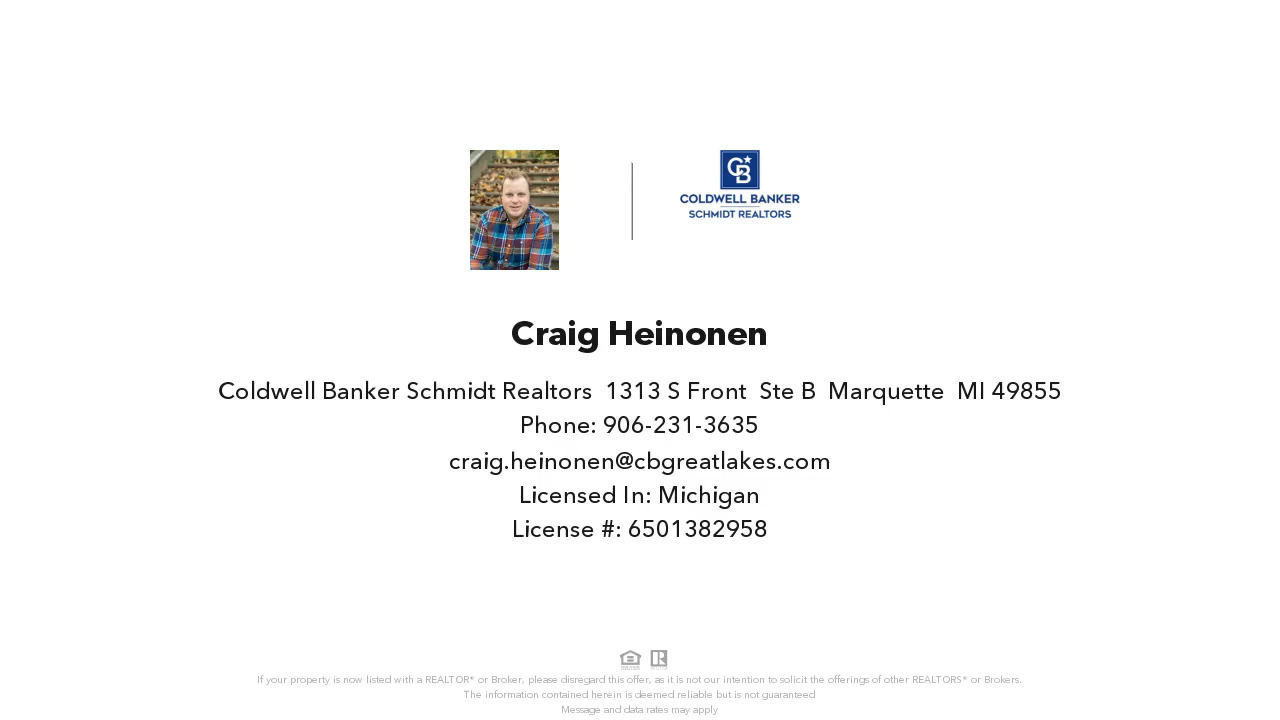 CB
COLDWELL BANKER
SCHMIDT REALTORS
Craig Heinonen
Coldwell Banker Schmidt Realtors 1313 S Front Ste B Marquette MI 49855
Phone: 906-231-3635
craig.heinonen@cbgreatlakes.com
Licensed In: Michigan
License #: 6501382958
If your property is now listed with a REALTOR® or Broker, please disregard this offer, as it is not our intention to solicit the offerings of other REALTORS® or Brokers.
The information contained herein is deemed reliable but is not guaranteed
Message and data rates may apply